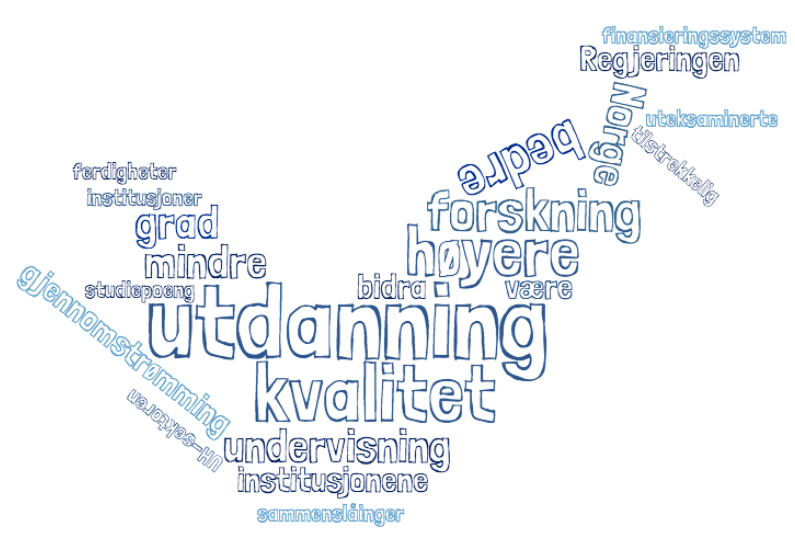 finansieringssystem
Regjeringen
Norge
uteksaminerte
tilstrekkelig
bedre
ferdigheter
institusjoner
grad
forskning
høyere
mindre
studiepoeng
bidra
være
gjennomstrømming
utdanning
kvalitet
UH-sektoren
undervisning
institusjonene
sammenslåinger